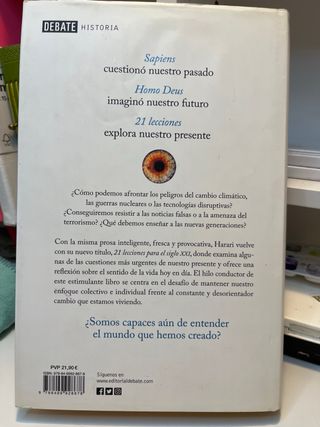 DEBATE HISTORIA
Sapiens
cuestionó nuestro pasado
Homo Deus
imaginó nuestro futuro
21 lecciones
explora nuestro presente
¿Cómo podemos afrontar los peligros del cambio climático,
las guerras nucleares o las tecnologías disruptivas?
¿Conseguiremos resistir a las noticias falsas o a la amenaza del
terrorismo? ¿Qué debemos enseñar a las nuevas generaciones?
Con la misma prosa inteligente, fresca y provocativa, Harari vuelve
con su nuevo título, 21 lecciones para el siglo XXI, donde examina algu-
nas de las cuestiones más urgentes de nuestro presente y ofrece una
reflexión sobre el sentido de la vida hoy en día. El hilo conductor de
este estimulante libro se centra en el desafío de mantener nuestro
enfoque colectivo e individual frente al constante y desorientador
cambio que estamos viviendo.
¿Somos capaces aún de entender
el mundo que hemos creado?
PVP 21,90 €
Síguenos en
www.editorialdebate.com